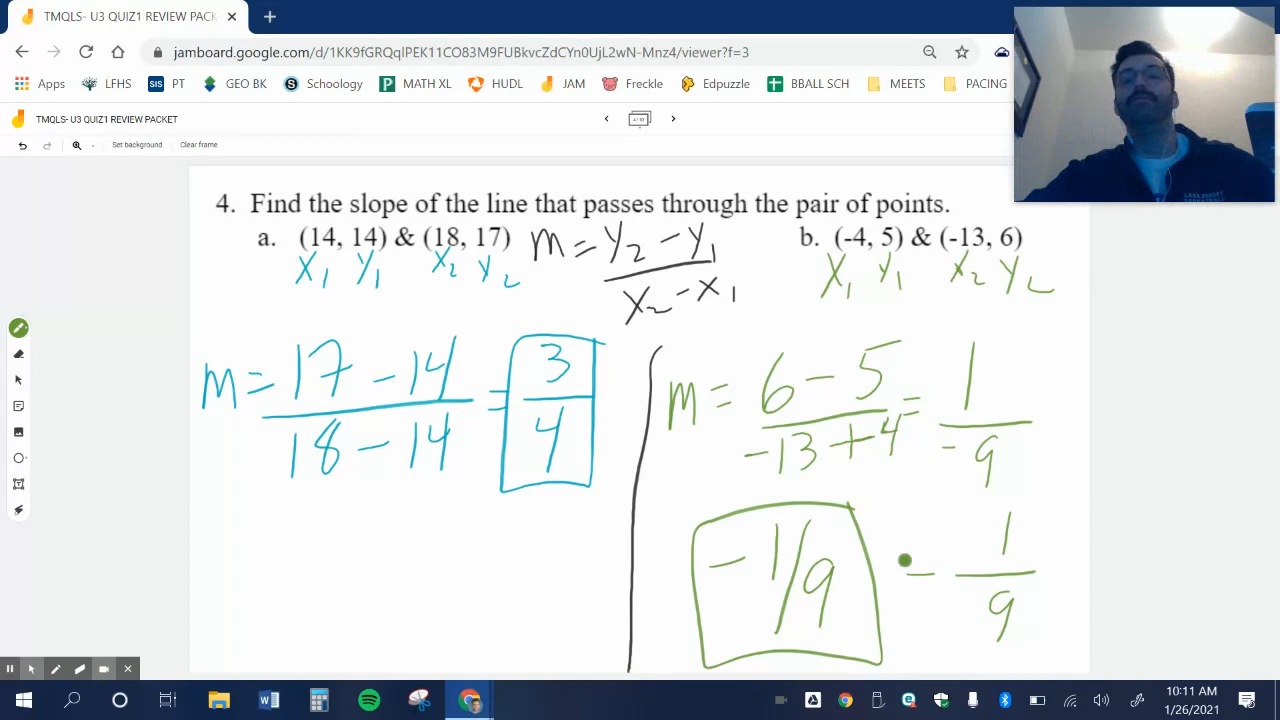 TMQLS- U3 QUIZ1 REVIEW PACK
jamboard.google.com/d/1KK9fGRQqlPEK11CO83M9FUBkvcZdCYn0UjL2wN-Mnz4/viewer?f=3
Apps LFHS SIS PT GEO BK S Schoology P MATH XL HUDL JAM Freckle Edpuzzle BBALL SCH MEETS PACING
TMQLS- U3 QUIZ1 REVIEW PACKET 4 / 10
Set background Clear frame
4. Find the slope of the line that passes through the pair of points.
a. (14, 14) & (18, 17) m = y₂ - y₁ / x₂ - x₁ b. (-4, 5) & (-13, 6)
x₁ y₁ x₂ y₂
x₁ y₁ x₂ y₂
m = 17 - 14 / 18 - 14 = 3/4
m = 6 - 5 / -13 + 4 = 1 / -9
-1/9 - 1/9
10:11 AM
1/26/2021